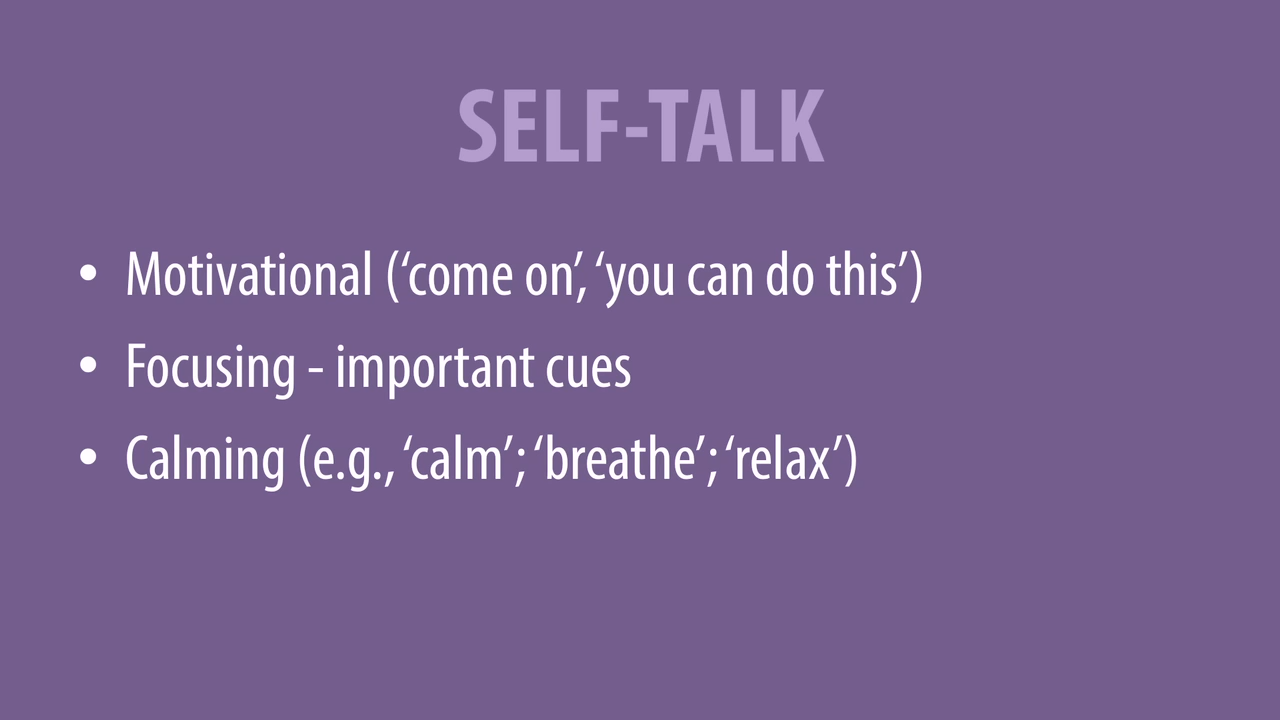 SELF-TALK
• Motivational (‘come on’, ‘you can do this’)
• Focusing - important cues
• Calming (e.g., ‘calm’; ‘breathe’; ‘relax’)